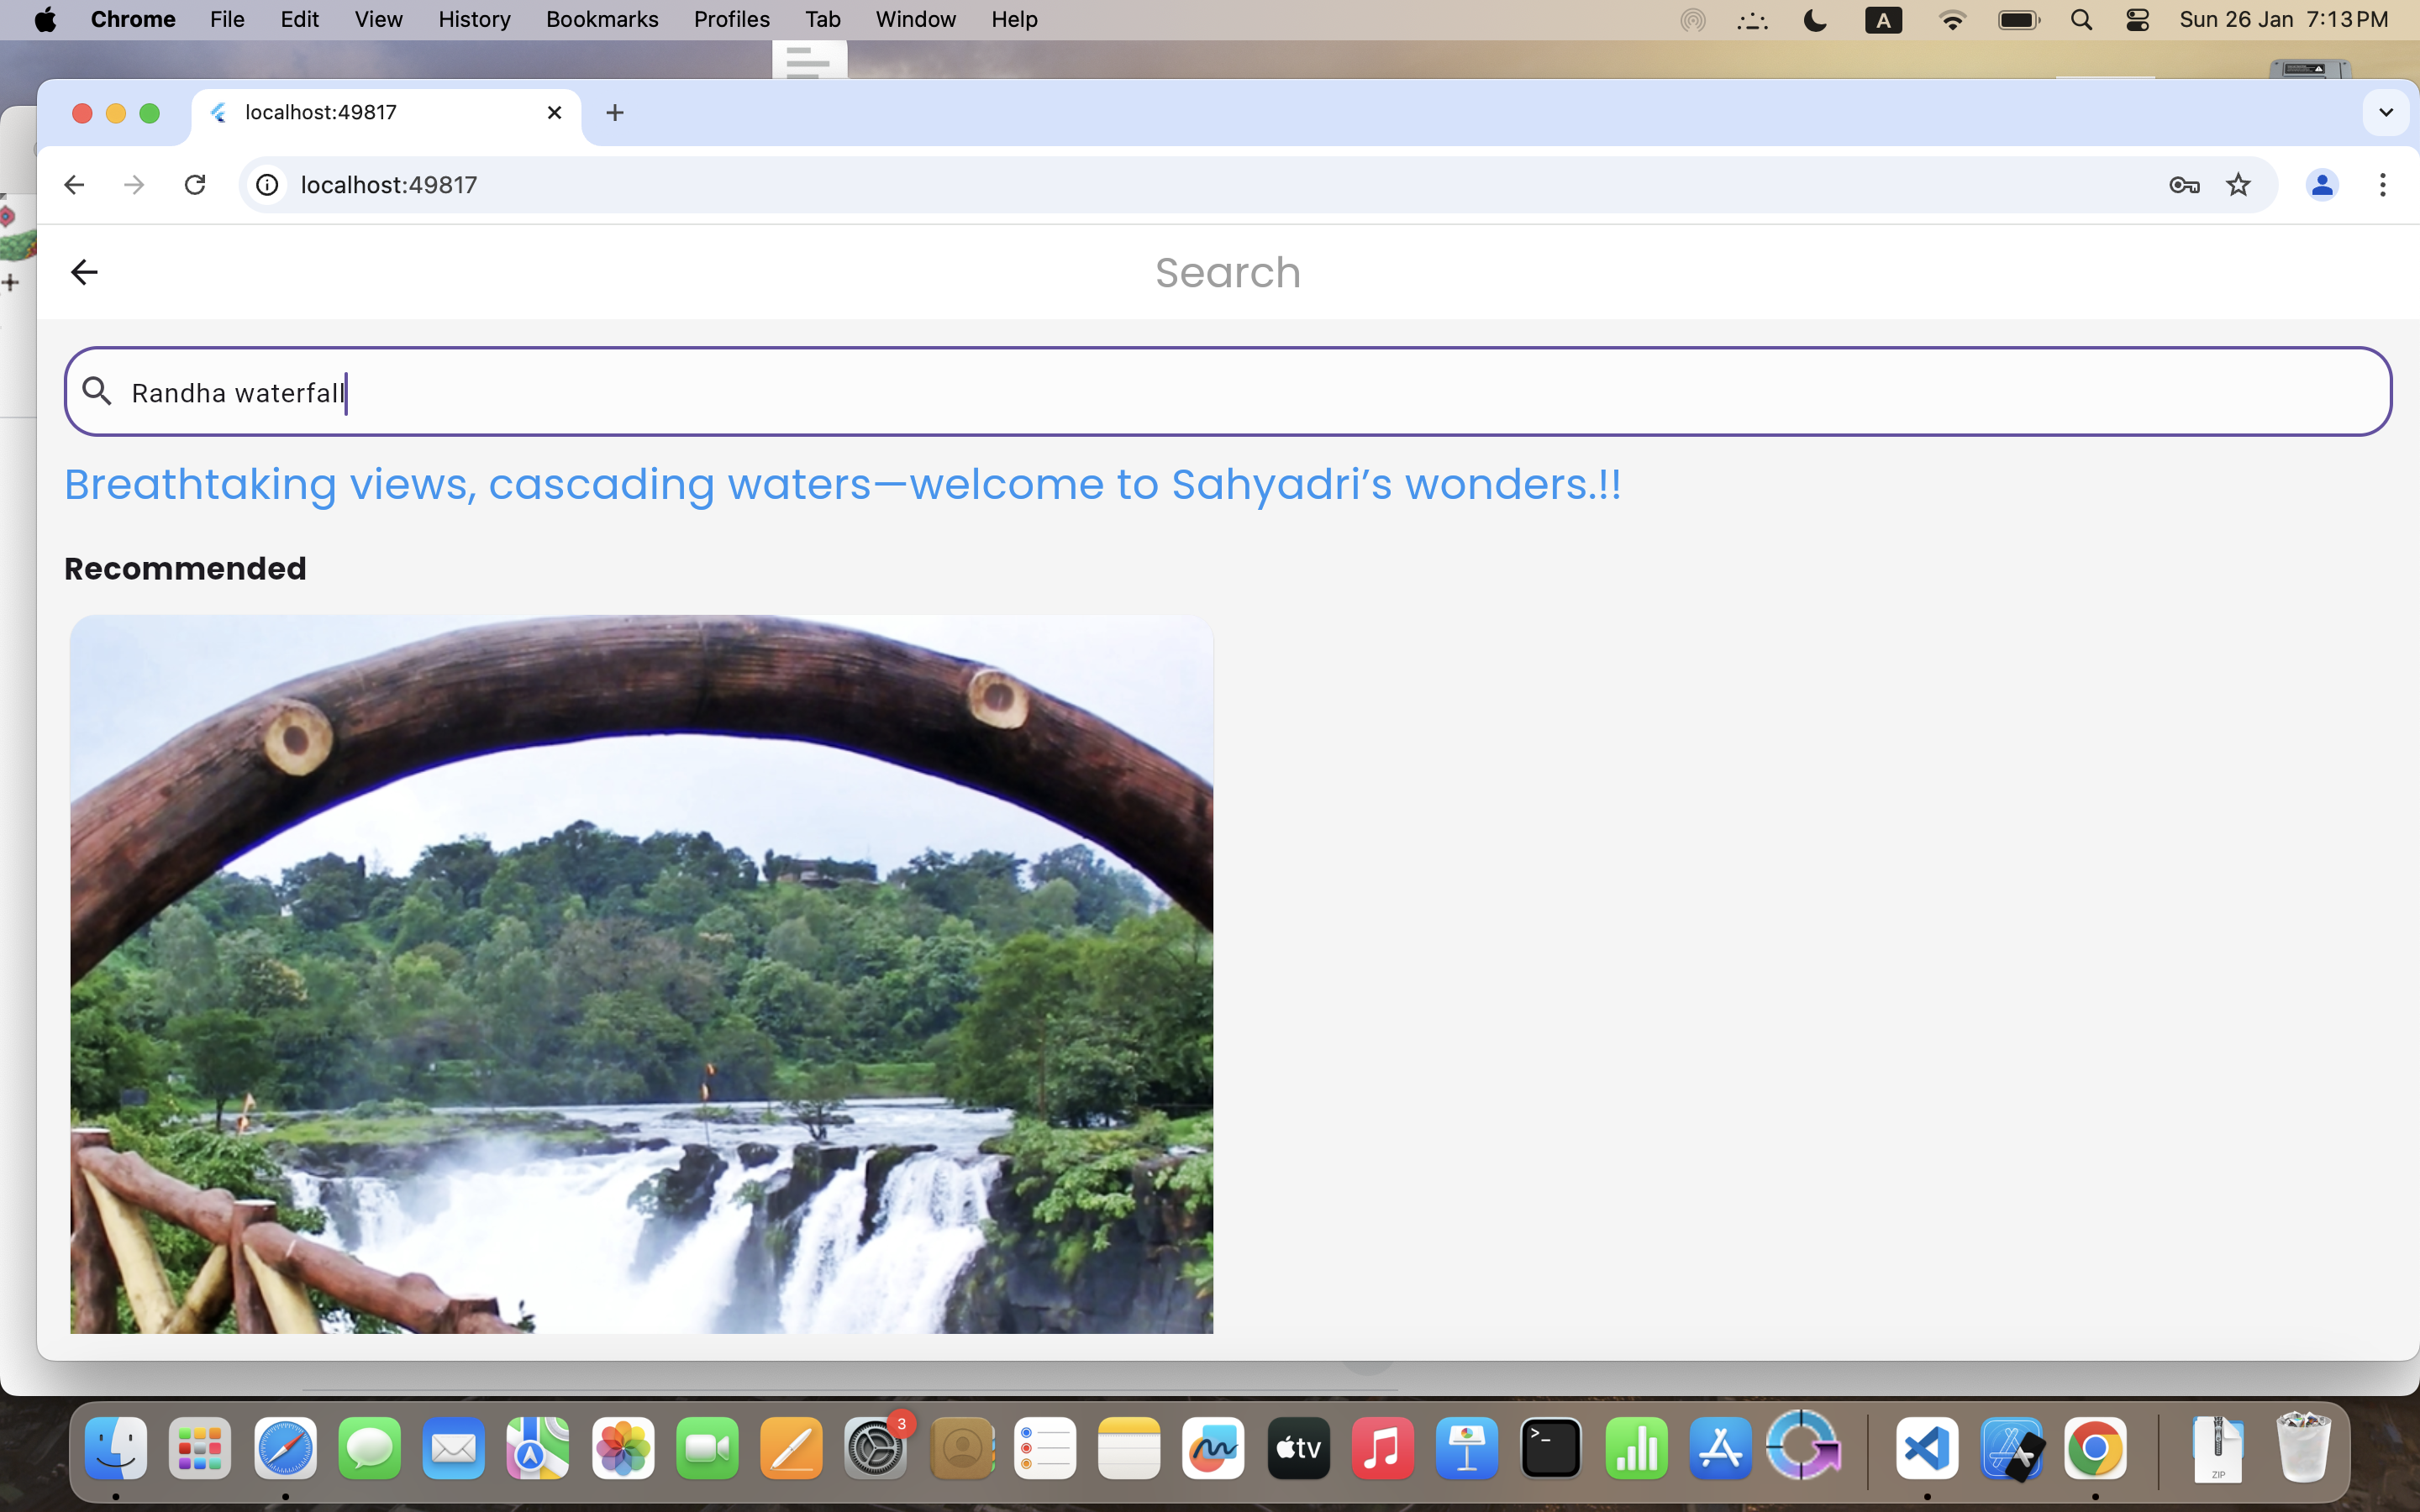 Chrome File Edit View History Bookmarks Profiles Tab Window Help A Sun 26 Jan 7:13 PM
localhost:49817
localhost:49817
Search
Randha waterfall
Breathtaking views, cascading waters—welcome to Sahyadri’s wonders.!!
Recommended
3
tv
>_
ZIP